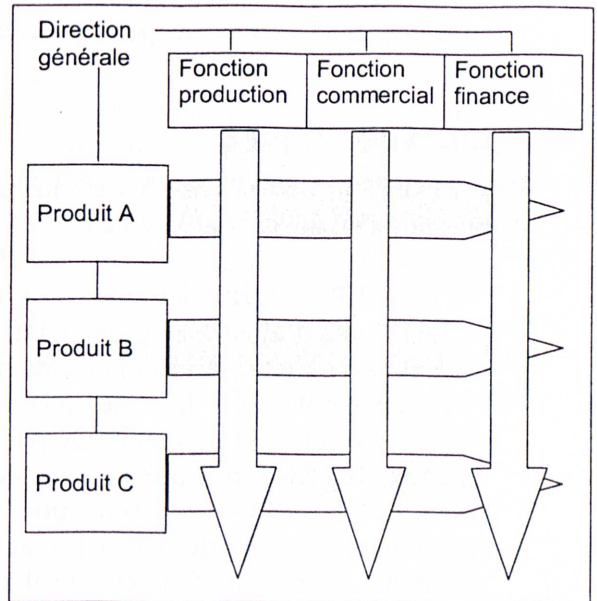 Direction
générale
Fonction
production
Fonction
commercial
Fonction
finance
Produit A
Produit B
Produit C